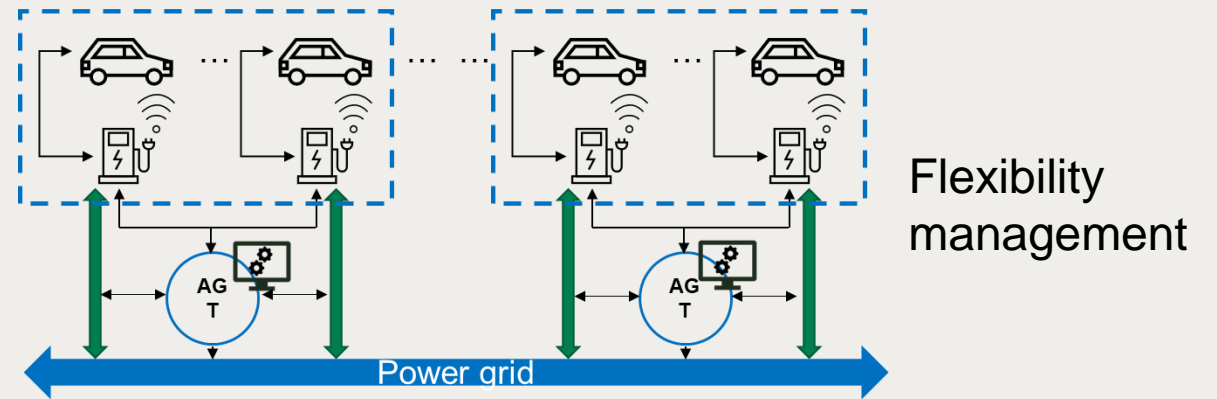 ... ... ... ...
Flexibility
management
AG
T
AG
T
Power grid